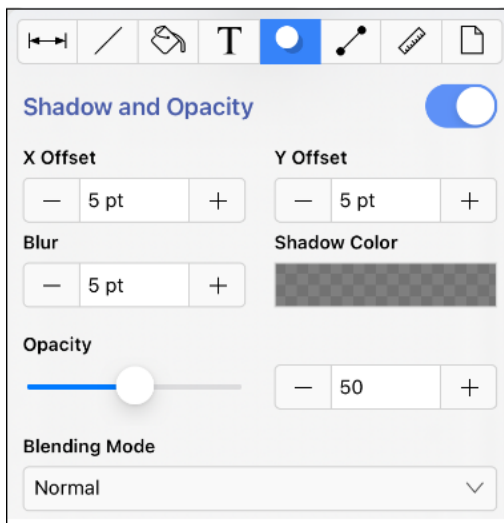 T
Shadow and Opacity
X Offset Y Offset
5 pt 5 pt
Blur Shadow Color
5 pt
Opacity
50
Blending Mode
Normal